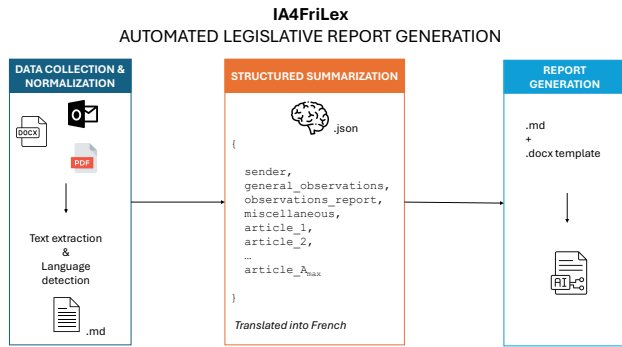 IA4FriLex
AUTOMATED LEGISLATIVE REPORT GENERATION
DATA COLLECTION &
NORMALIZATION
DOCX
O
PDF
Text extraction
&
Language
detection
.md
STRUCTURED SUMMARIZATION
.json
{
sender,
general_observations,
observations_report,
miscellaneous,
article_1,
article_2,
…
article_Amax
}
Translated into French
REPORT
GENERATION
.md
+
.docx template
AI